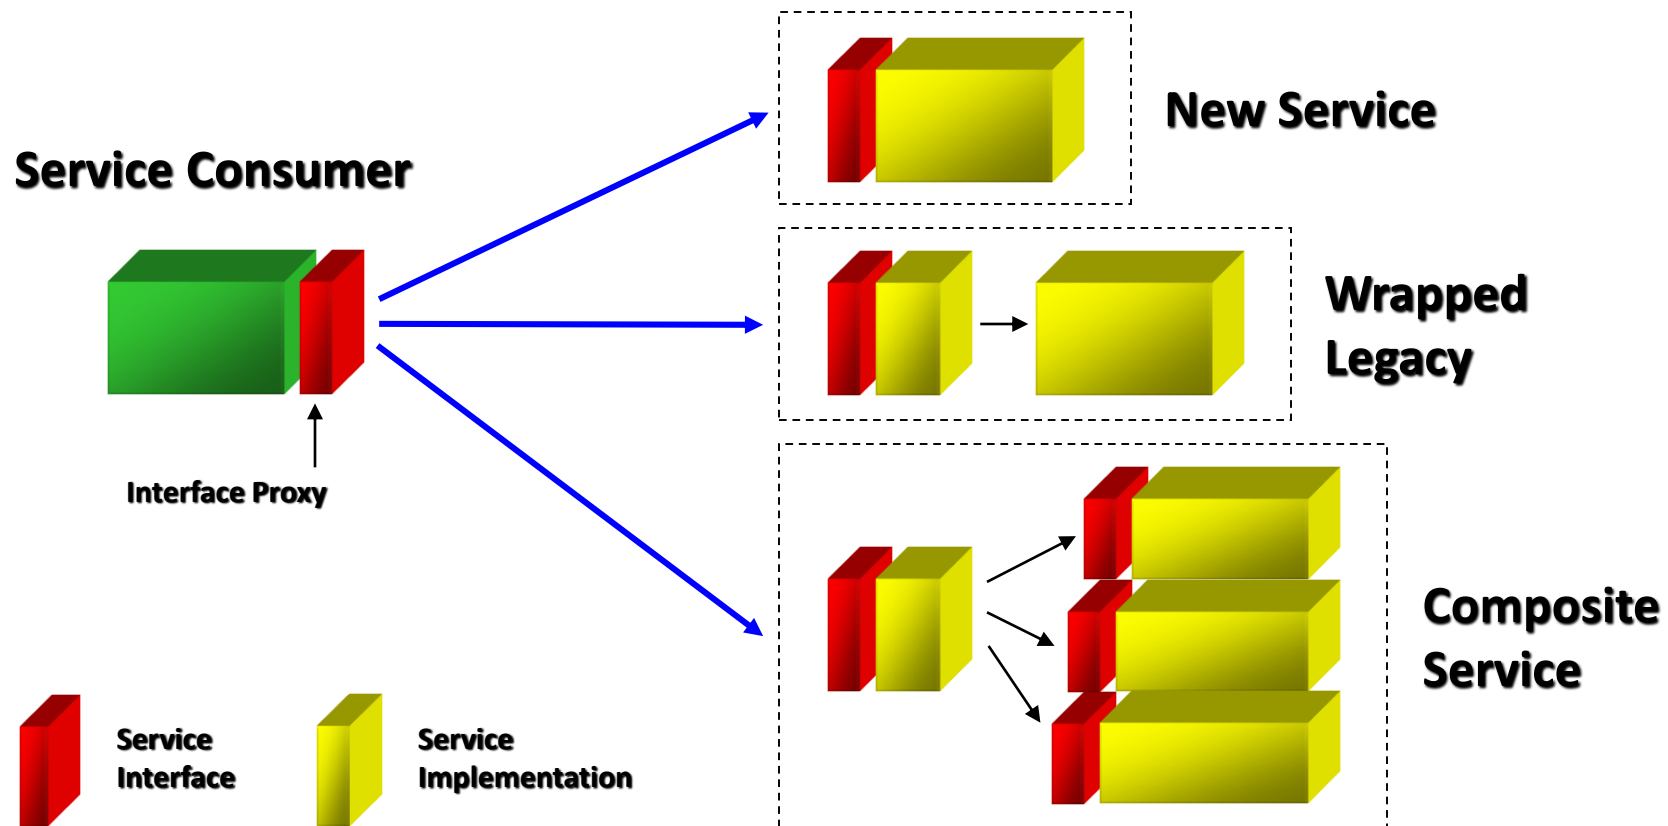 New Service
Service Consumer
Wrapped
Legacy
Interface Proxy
Composite
Service
Service
Interface
Service
Implementation